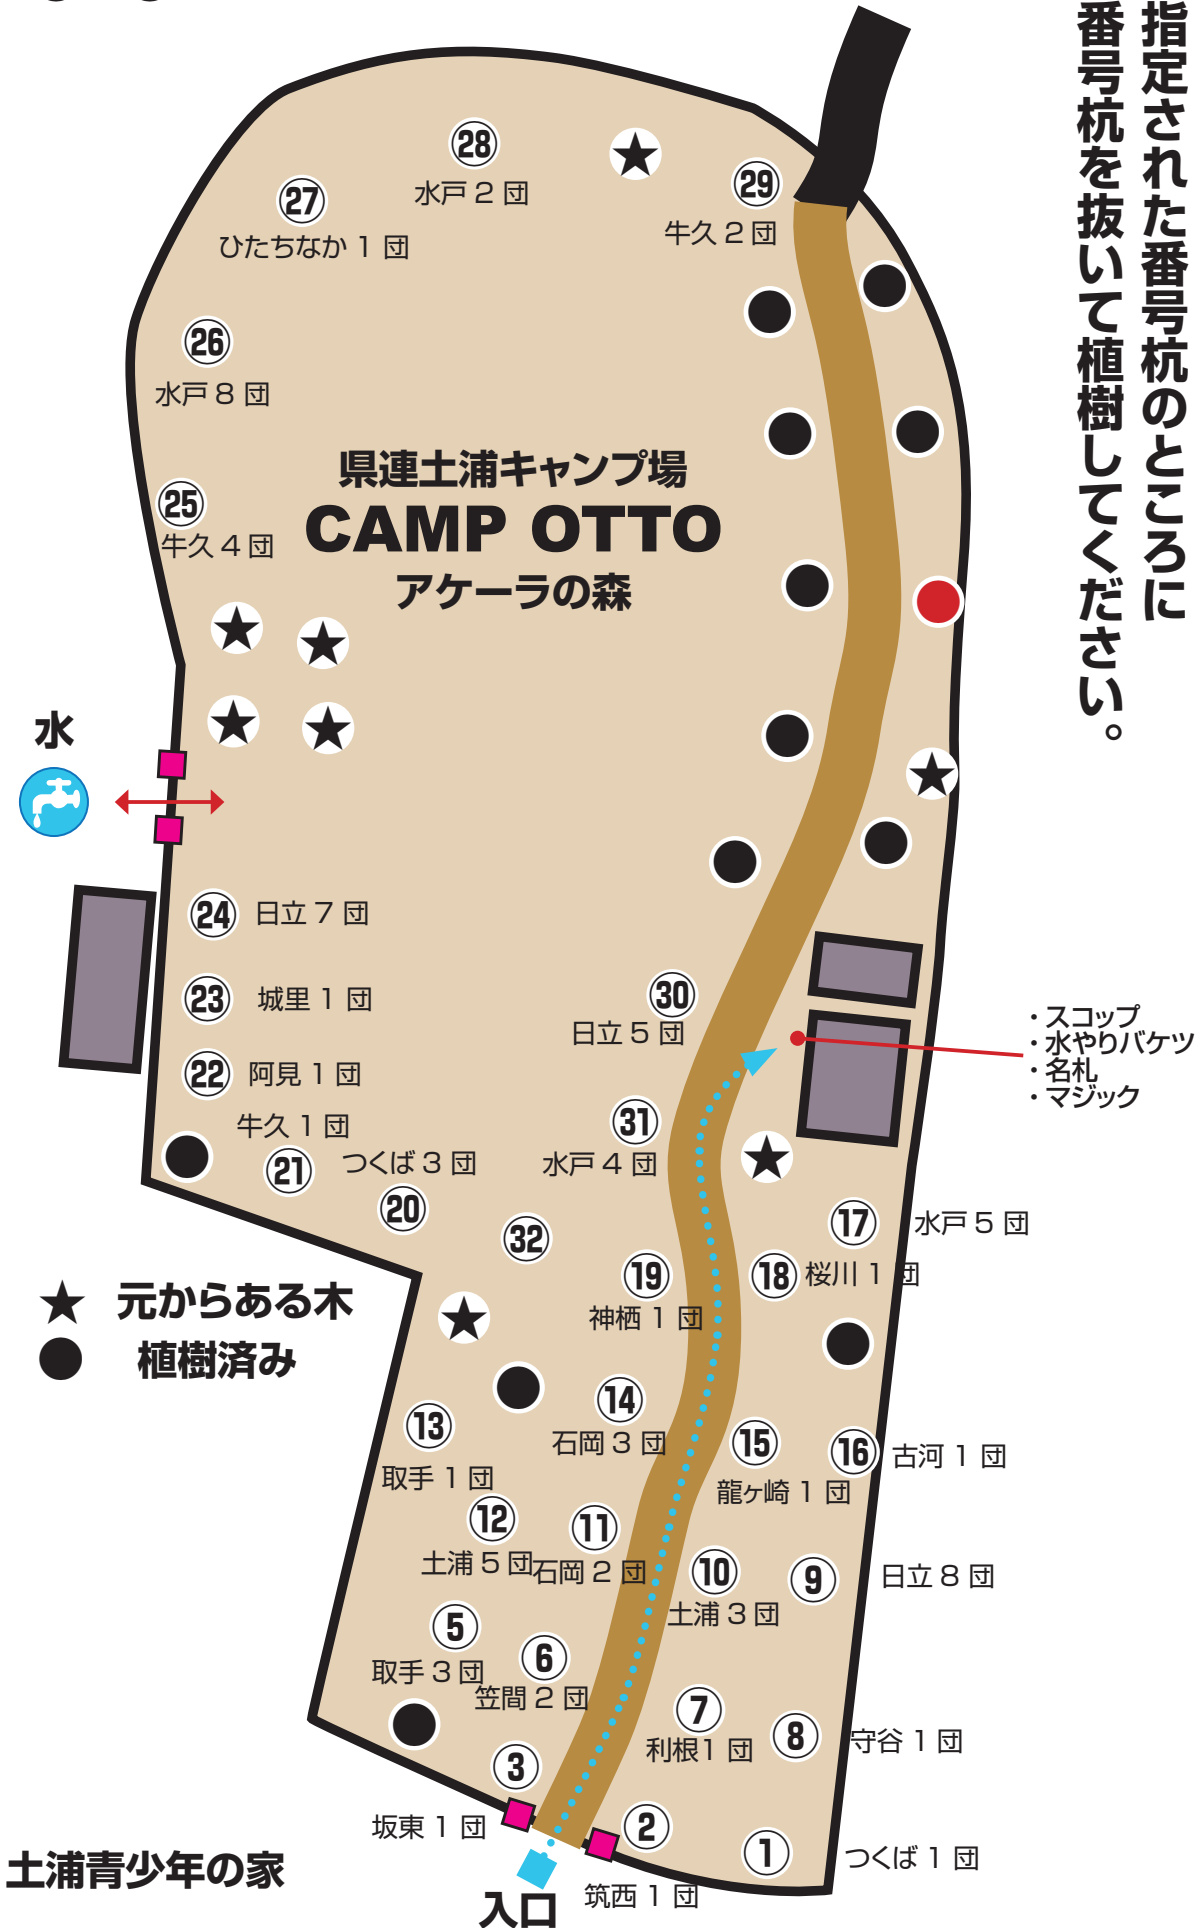 指定された番号杭のところに
番号杭を抜いて植樹してください。
28
水戸 2 団
29
牛久 2 団
27
ひたちなか 1 団
26
水戸 8 団
県連土浦キャンプ場
CAMP OTTO
アケーラの森
25
牛久 4 団
水
24 日立 7 団
23 城里 1 団
22 阿見 1 団
牛久 1 団
21
つくば 3 団
20
30
日立 5 団
・スコップ
・水やりバケツ
・名札
・マジック
31
水戸 4 団
32
17 水戸 5 団
18 桜川 1 団
19
神栖 1 団
★ 元からある木
● 植樹済み
14
石岡 3 団
13
取手 1 団
15
龍ヶ崎 1 団
16 古河 1 団
12
土浦 5 団
11
石岡 2 団
10
土浦 3 団
9 日立 8 団
5
取手 3 団
6
笠間 2 団
7
利根1 団
8 守谷 1 団
3
坂東 1 団
2
筑西 1 団
1 つくば 1 団
土浦青少年の家
入口